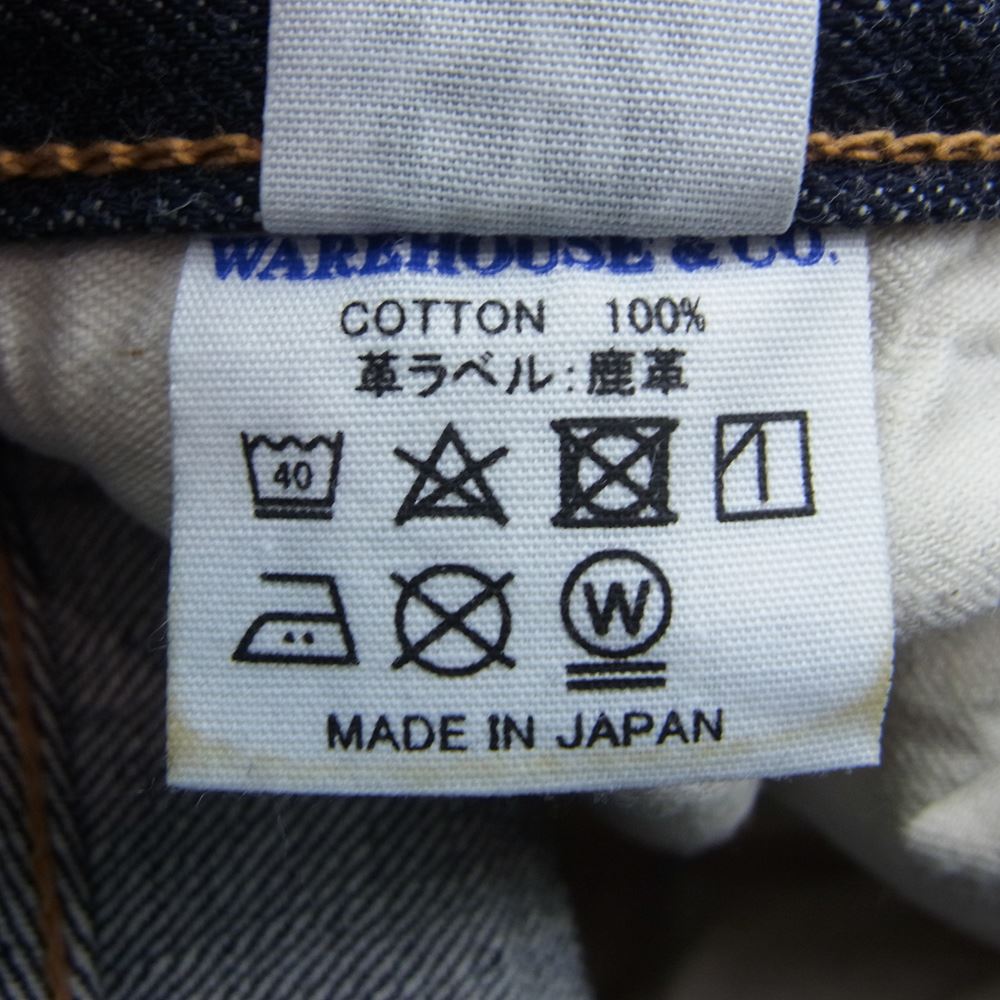 WAREHOUSE & CO.
COTTON 100%
革ラベル:鹿革
40
W
MADE IN JAPAN